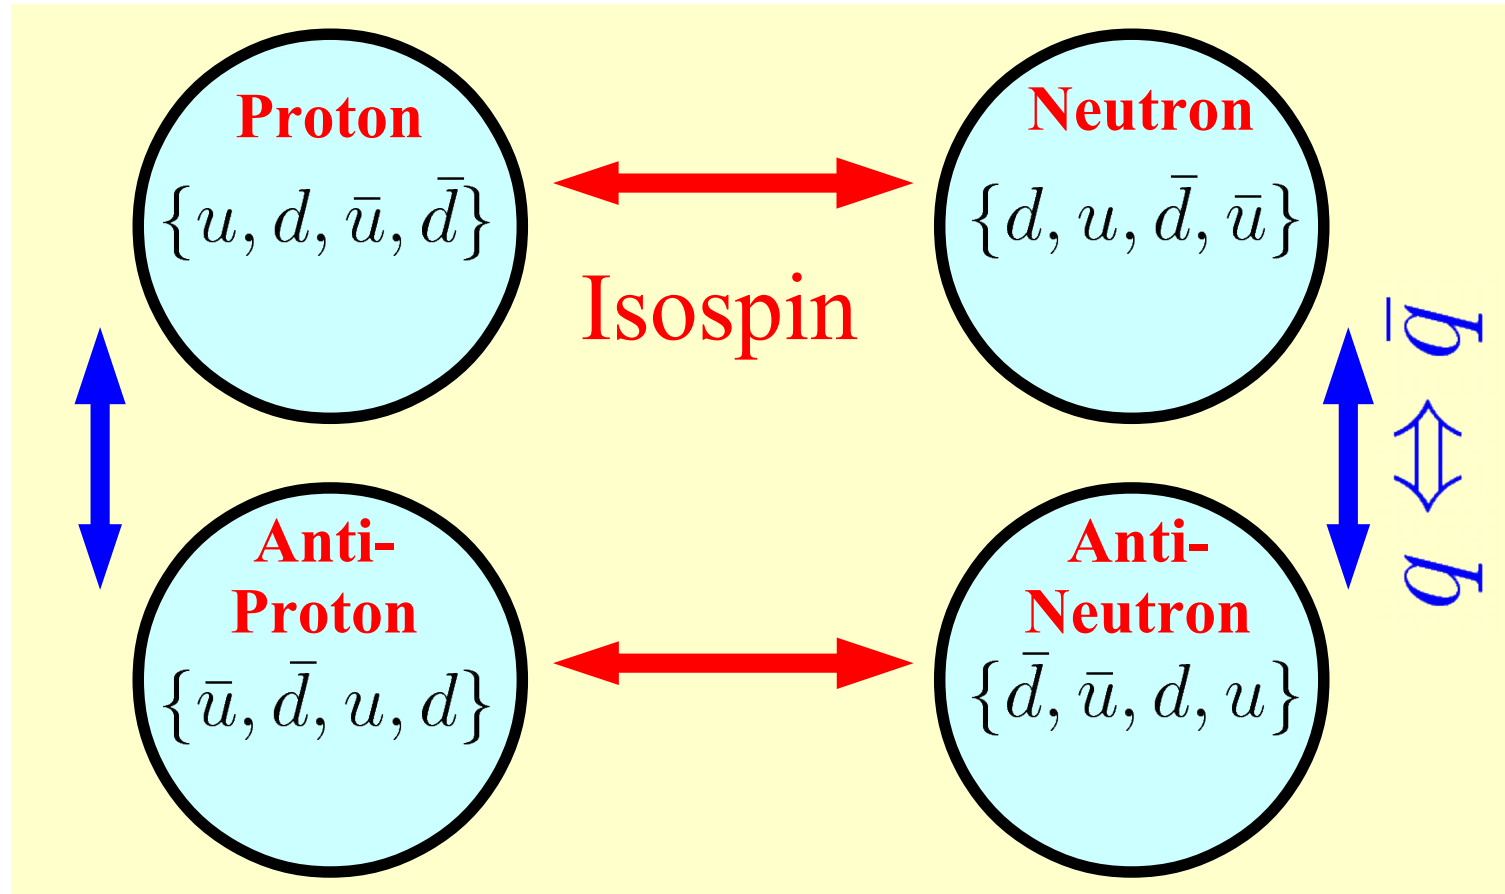 Proton
{u, d, ū, d̄}
Neutron
{d, u, d̄, ū}
Isospin
q ⇔ q̄
Anti-
Proton
{ū, d̄, u, d}
Anti-
Neutron
{d̄, ū, d, u}